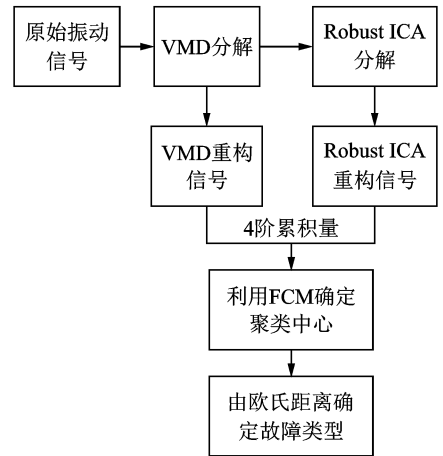 原始振动
信号
VMD分解
Robust ICA
分解
VMD重构
信号
Robust ICA
重构信号
4阶累积量
利用FCM确定
聚类中心
由欧氏距离确
定故障类型